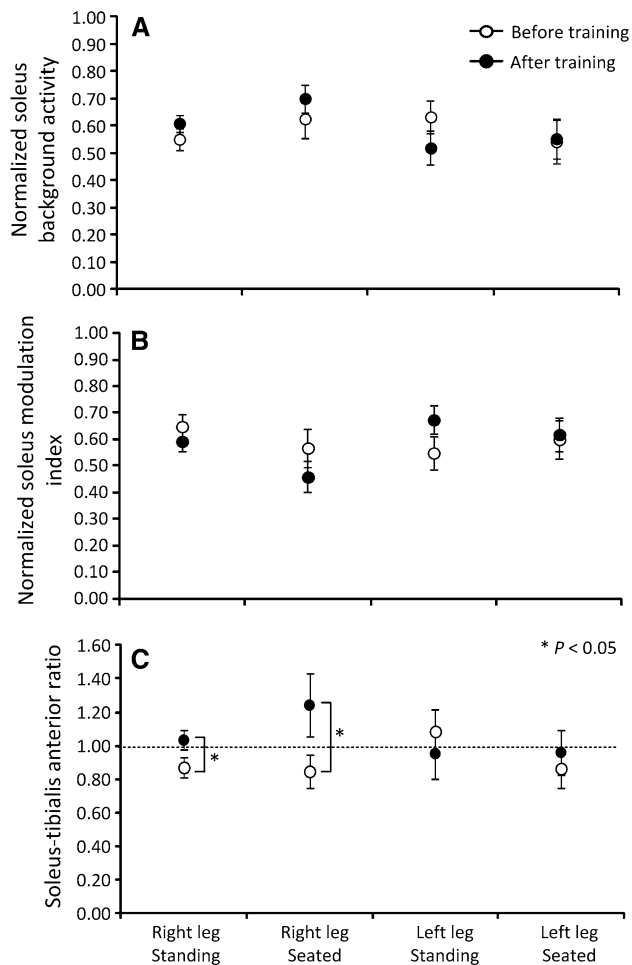 A
Before training
After training
Normalized soleus
background activity
1.00
0.90
0.80
0.70
0.60
0.50
0.40
0.30
0.20
0.10
0.00
B
Normalized soleus modulation
index
1.00
0.90
0.80
0.70
0.60
0.50
0.40
0.30
0.20
0.10
0.00
C
* P < 0.05
Soleus-tibialis anterior ratio
1.60
1.40
1.20
1.00
0.80
0.60
0.40
0.20
0.00
*
*
Right leg
Standing
Right leg
Seated
Left leg
Standing
Left leg
Seated